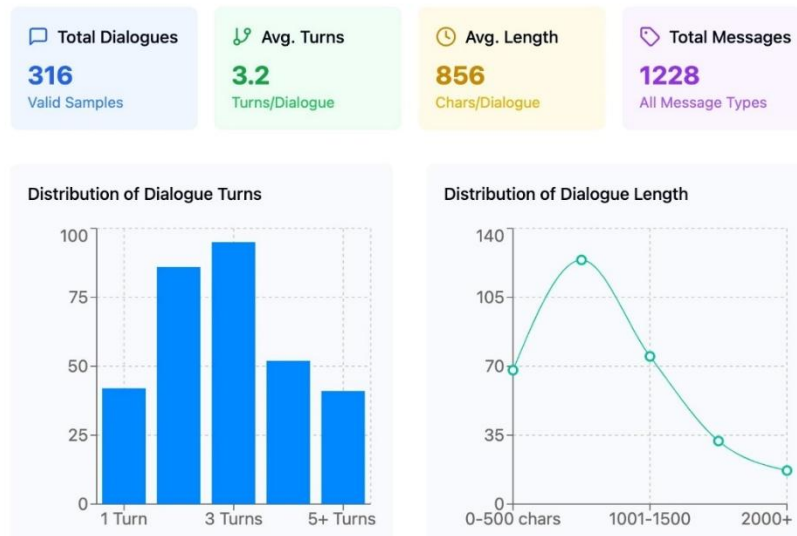 Total Dialogues
316
Valid Samples
Avg. Turns
3.2
Turns/Dialogue
Avg. Length
856
Chars/Dialogue
Total Messages
1228
All Message Types
Distribution of Dialogue Turns
100
75
50
25
0
1 Turn 3 Turns 5+ Turns
Distribution of Dialogue Length
140
105
70
35
0
0-500 chars 1001-1500 2000+